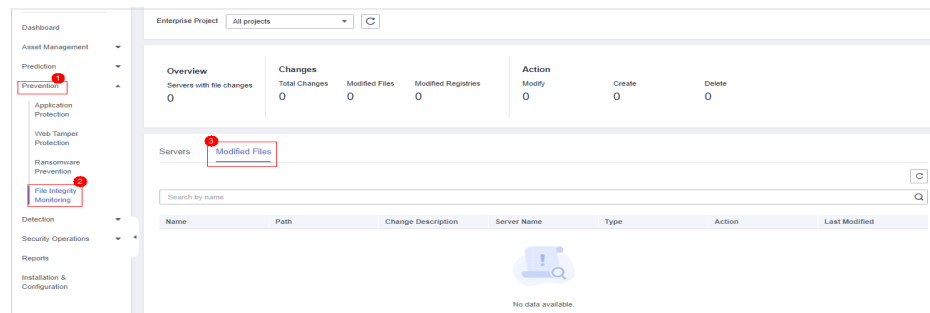 Dashboard
Asset Management
Prediction
1
Prevention
Application
Protection
Web Tamper
Protection
Ransomware
Prevention
2
File Integrity
Monitoring
Detection
Security Operations
Reports
Installation &
Configuration
Enterprise Project All projects
Overview
Servers with file changes
0
Changes
Total Changes Modified Files Modified Registries
0 0 0
Action
Modify Create Delete
0 0 0
3
Servers Modified Files
Search by name
Name Path Change Description Server Name Type Action Last Modified
No data available.